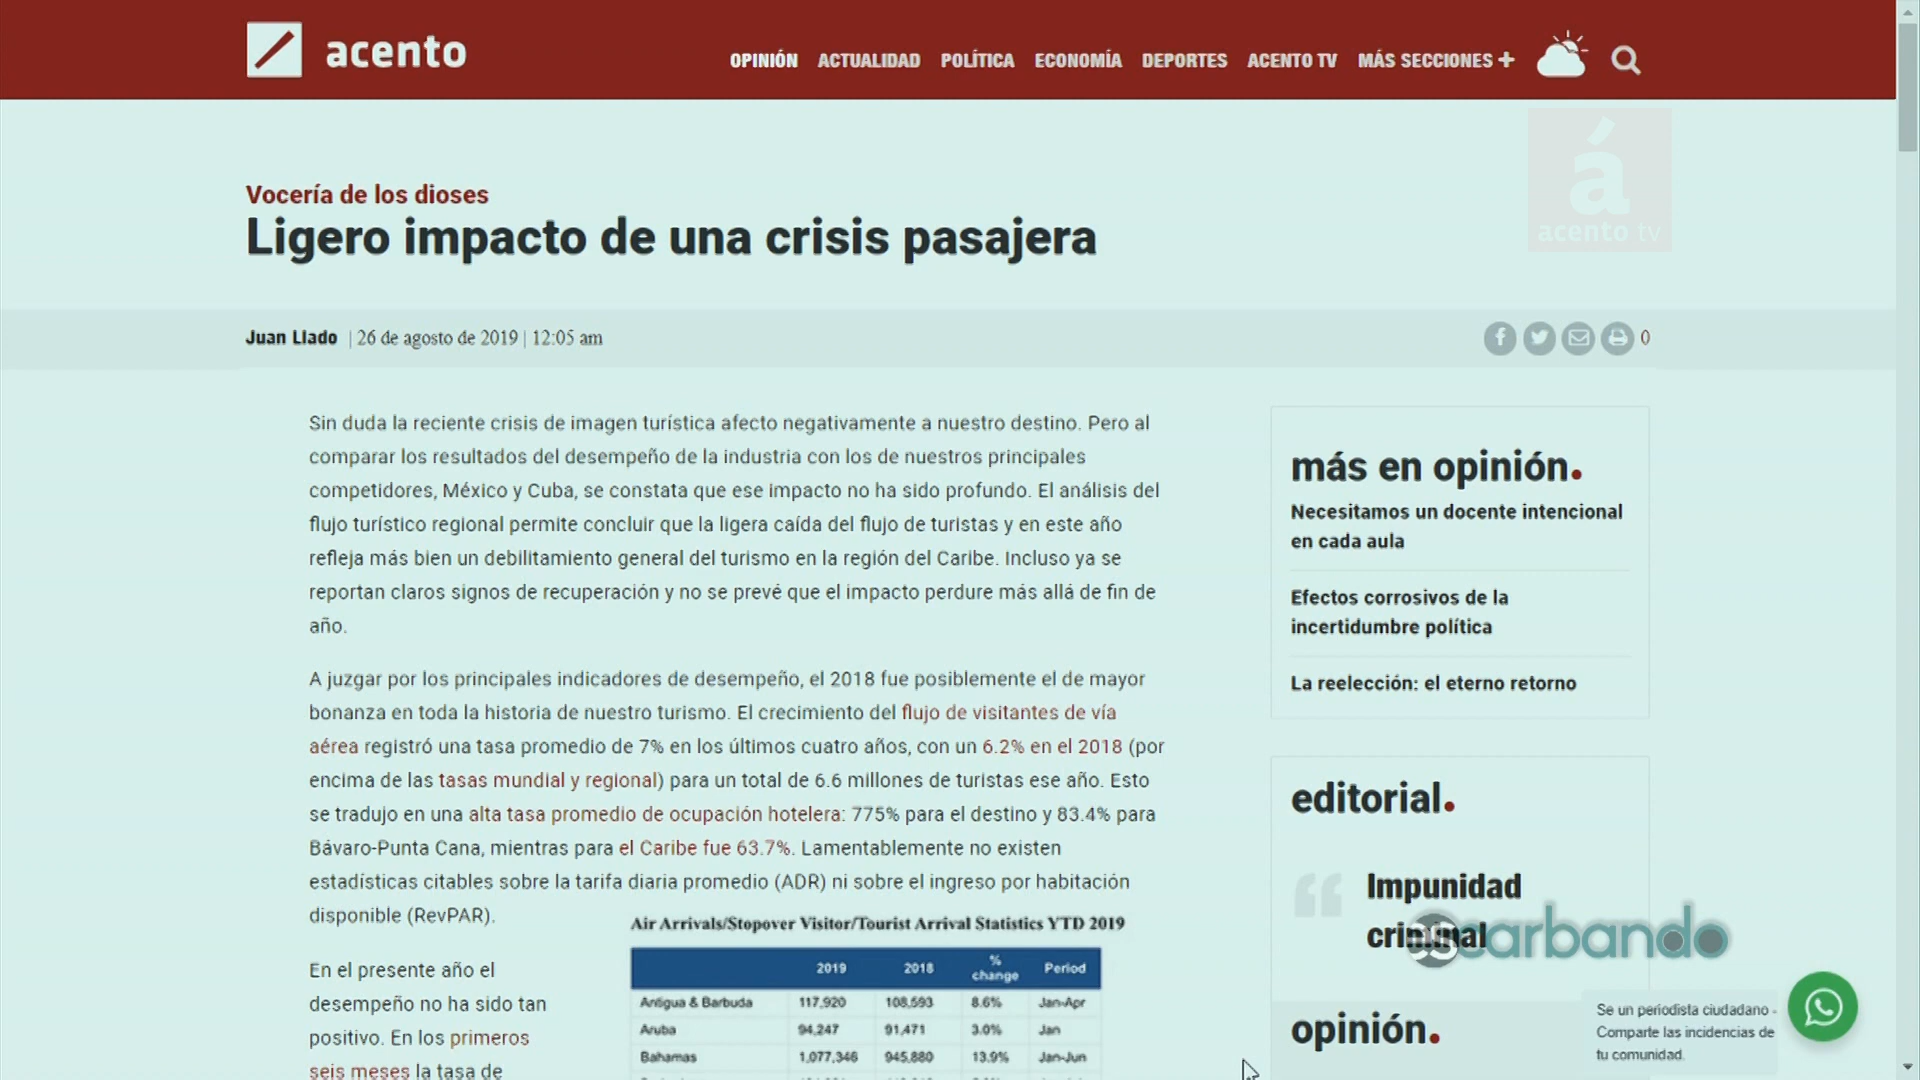 acento
OPINIÓN ACTUALIDAD POLÍTICA ECONOMÍA DEPORTES ACENTO TV MÁS SECCIONES +
á
acento tv
Vocería de los dioses
Ligero impacto de una crisis pasajera
Juan Llado | 26 de agosto de 2019 | 12:05 am
0
Sin duda la reciente crisis de imagen turística afecto negativamente a nuestro destino. Pero al
comparar los resultados del desempeño de la industria con los de nuestros principales
competidores, México y Cuba, se constata que ese impacto no ha sido profundo. El análisis del
flujo turístico regional permite concluir que la ligera caída del flujo de turistas y en este año
refleja más bien un debilitamiento general del turismo en la región del Caribe. Incluso ya se
reportan claros signos de recuperación y no se prevé que el impacto perdure más allá de fin de
año.
A juzgar por los principales indicadores de desempeño, el 2018 fue posiblemente el de mayor
bonanza en toda la historia de nuestro turismo. El crecimiento del flujo de visitantes de vía
aérea registró una tasa promedio de 7% en los últimos cuatro años, con un 6.2% en el 2018 (por
encima de las tasas mundial y regional) para un total de 6.6 millones de turistas ese año. Esto
se tradujo en una alta tasa promedio de ocupación hotelera: 775% para el destino y 83.4% para
Bávaro-Punta Cana, mientras para el Caribe fue 63.7%. Lamentablemente no existen
estadísticas citables sobre la tarifa diaria promedio (ADR) ni sobre el ingreso por habitación
disponible (RevPAR).
En el presente año el
desempeño no ha sido tan
positivo. En los primeros
seis meses la tasa de
Air Arrivals/Stopover Visitor/Tourist Arrival Statistics YTD 2019
2019 2018 % change Period
Antigua & Barbuda 117,920 108,593 8.6% Jan-Apr
Aruba 94,247 91,471 3.0% Jan
Bahamas 1,077,346 945,880 13.9% Jan-Jun
más en opinión.
Necesitamos un docente intencional
en cada aula
Efectos corrosivos de la
incertidumbre política
La reelección: el eterno retorno
editorial.
Impunidad
criminal
escarbando
opinión.
Se un periodista ciudadano -
Comparte las incidencias de
tu comunidad.